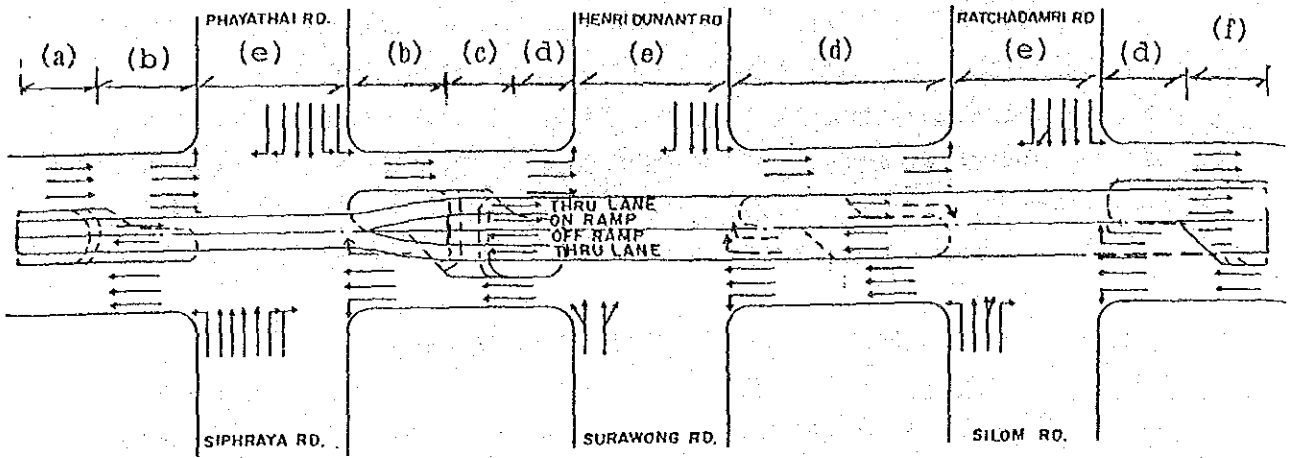 PHAYATHAI RD.
HENRI DUNANT RD
RATCHADAMRI RD
(a)
(b)
(e)
(b)
(c)
(d)
(e)
(d)
(e)
(d)
(f)
THRU LANE
ON RAMP
OFF RAMP
THRU LANE
SIPHRAYA RD.
SURAWONG RD.
SILOM RD.